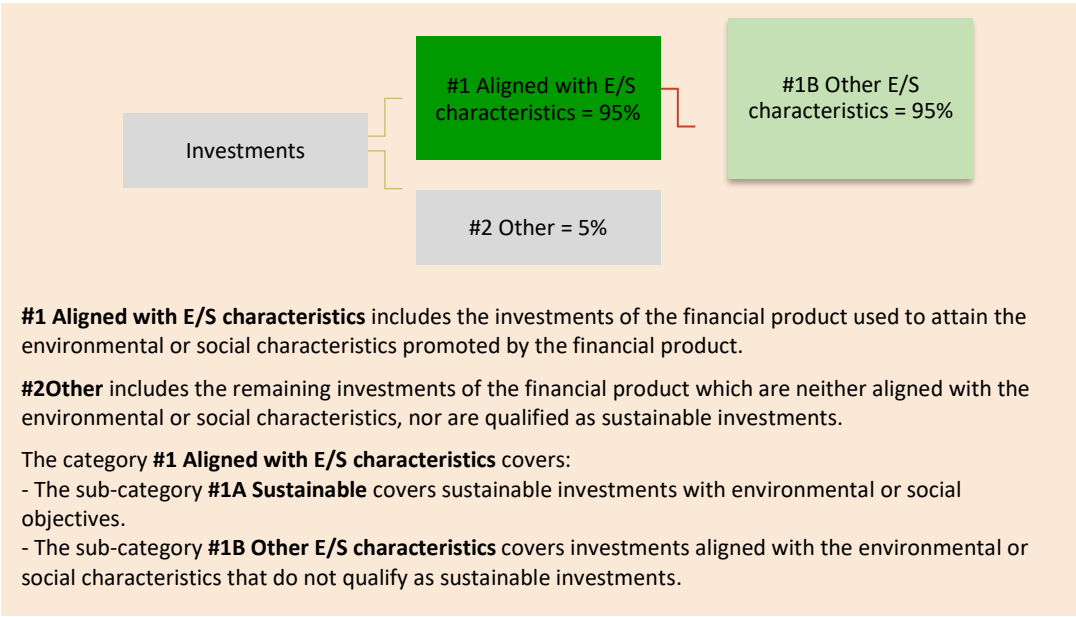 #1 Aligned with E/S
characteristics = 95%
#1B Other E/S
characteristics = 95%
Investments
#2 Other = 5%
#1 Aligned with E/S characteristics includes the investments of the financial product used to attain the
environmental or social characteristics promoted by the financial product.
#2Other includes the remaining investments of the financial product which are neither aligned with the
environmental or social characteristics, nor are qualified as sustainable investments.
The category #1 Aligned with E/S characteristics covers:
- The sub-category #1A Sustainable covers sustainable investments with environmental or social
objectives.
- The sub-category #1B Other E/S characteristics covers investments aligned with the environmental or
social characteristics that do not qualify as sustainable investments.